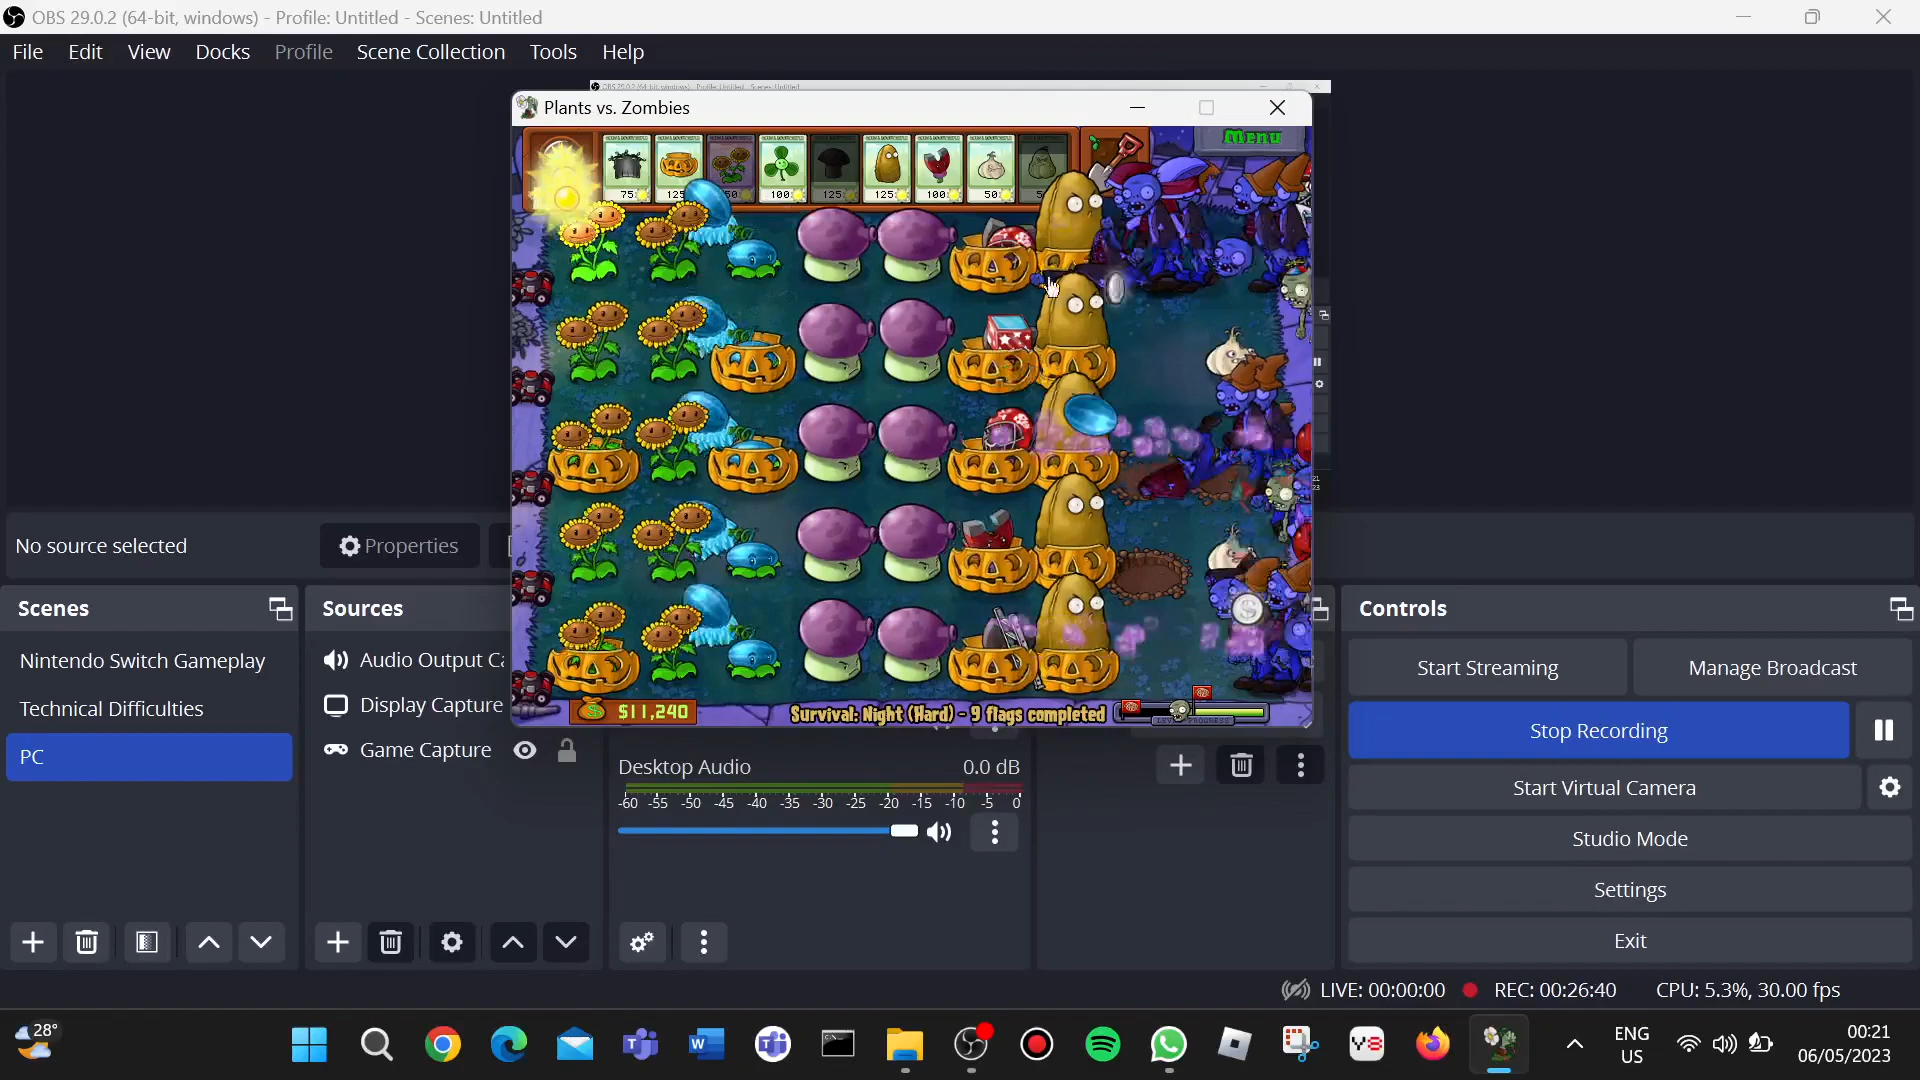 OBS 29.0.2 (64-bit, windows) - Profile: Untitled - Scenes: Untitled
File Edit View Docks Profile Scene Collection Tools Help
Plants vs. Zombies
Menu
75 125 50 100 125 125 100 50
No source selected
Properties
Scenes
Sources
Controls
Nintendo Switch Gameplay
Technical Difficulties
PC
Audio Output Ca
Display Capture
Game Capture
$11,240
Survival: Night (Hard) - 9 flags completed
LEVEL PROGRESS
Desktop Audio 0.0 dB
-60 -55 -50 -45 -40 -35 -30 -25 -20 -15 -10 -5 0
Start Streaming
Manage Broadcast
Stop Recording
Start Virtual Camera
Studio Mode
Settings
Exit
LIVE: 00:00:00 REC: 00:26:40 CPU: 5.3%, 30.00 fps
28°
ENG
US
00:21
06/05/2023